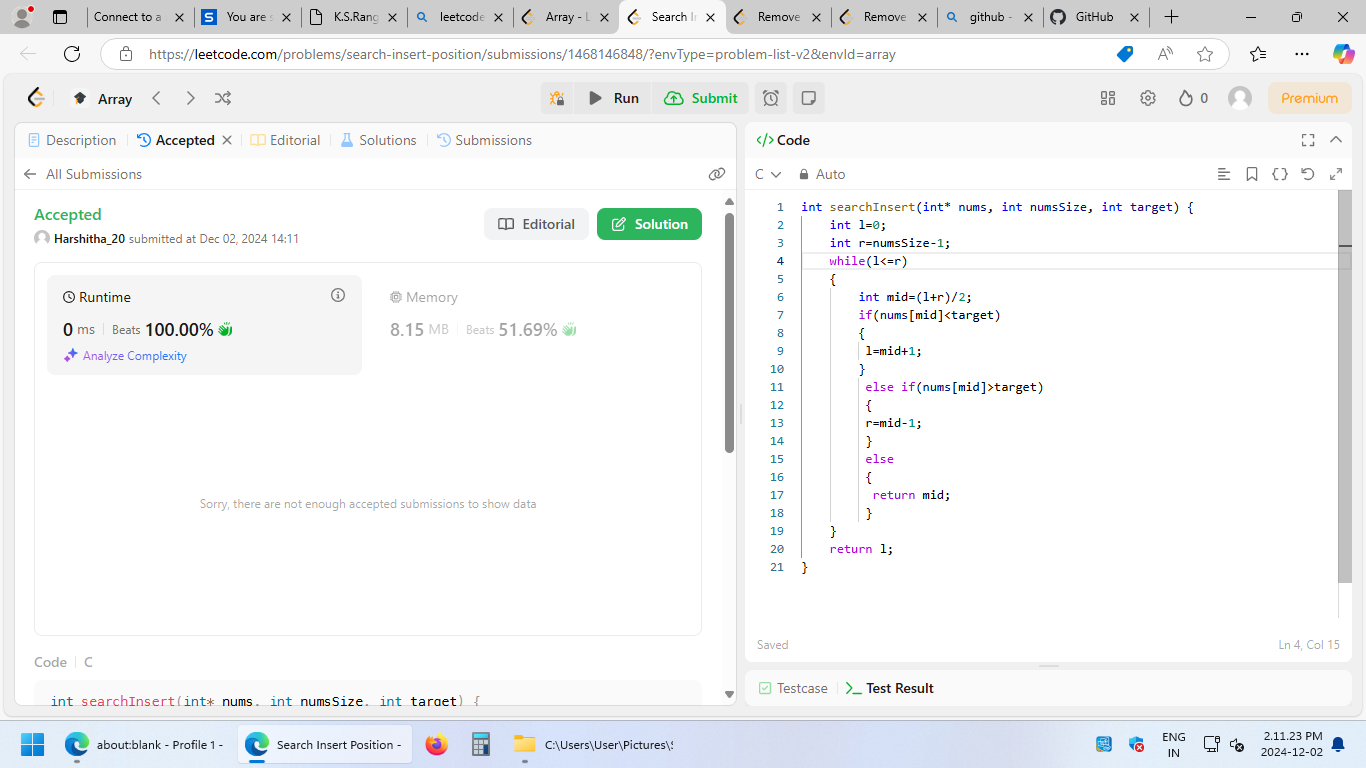 Connect to a
You are s
K.S.Rang
leetcode
Array - L
Search In
Remove
Remove
github -
GitHub
https://leetcode.com/problems/search-insert-position/submissions/1468146848/?envType=problem-list-v2&envId=array
Array
Run
Submit
0
Premium
Description
Accepted
Editorial
Solutions
Submissions
All Submissions
Accepted
Harshitha_20 submitted at Dec 02, 2024 14:11
Editorial
Solution
Runtime
0 ms Beats 100.00%
Analyze Complexity
Memory
8.15 MB Beats 51.69%
Sorry, there are not enough accepted submissions to show data
Code C
int searchInsert(int* nums, int numsSize, int target) {
</> Code
C Auto
1 int searchInsert(int* nums, int numsSize, int target) {
2 int l=0;
3 int r=numsSize-1;
4 while(l<=r)
5 {
6 int mid=(l+r)/2;
7 if(nums[mid]<target)
8 {
9 l=mid+1;
10 }
11 else if(nums[mid]>target)
12 {
13 r=mid-1;
14 }
15 else
16 {
17 return mid;
18 }
19 }
20 return l;
21 }
Saved
Ln 4, Col 15
Testcase
Test Result
about:blank - Profile 1 -
Search Insert Position -
C:\Users\User\Pictures\S
ENG
IN
2.11.23 PM
2024-12-02